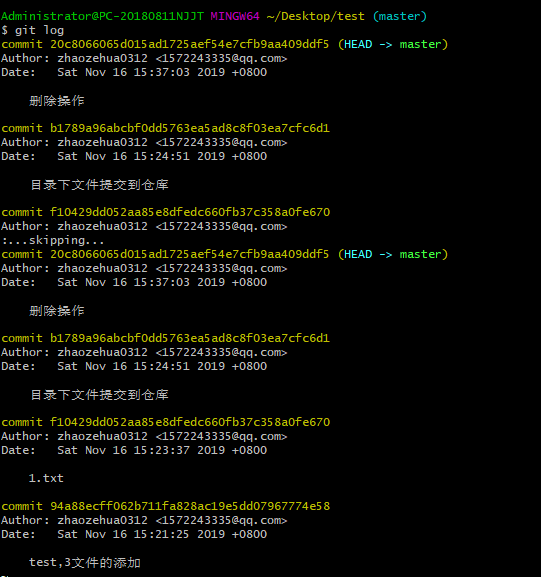 Administrator@PC-20180811NJJT MINGW64 ~/Desktop/test (master)
$ git log
commit 20c8066065d015ad1725aef54e7cfb9aa409ddf5 (HEAD -> master)
Author: zhaozehua0312 <1572243335@qq.com>
Date:   Sat Nov 16 15:37:03 2019 +0800

    删除操作

commit b1789a96abcbf0dd5763ea5ad8c8f03ea7cfc6d1
Author: zhaozehua0312 <1572243335@qq.com>
Date:   Sat Nov 16 15:24:51 2019 +0800

    目录下文件提交到仓库

commit f10429dd052aa85e8dfedc660fb37c358a0fe670
:...skipping...
commit 20c8066065d015ad1725aef54e7cfb9aa409ddf5 (HEAD -> master)
Author: zhaozehua0312 <1572243335@qq.com>
Date:   Sat Nov 16 15:37:03 2019 +0800

    删除操作

commit b1789a96abcbf0dd5763ea5ad8c8f03ea7cfc6d1
Author: zhaozehua0312 <1572243335@qq.com>
Date:   Sat Nov 16 15:24:51 2019 +0800

    目录下文件提交到仓库

commit f10429dd052aa85e8dfedc660fb37c358a0fe670
Author: zhaozehua0312 <1572243335@qq.com>
Date:   Sat Nov 16 15:23:37 2019 +0800

    1.txt

commit 94a88ecff062b711fa828ac19e5dd07967774e58
Author: zhaozehua0312 <1572243335@qq.com>
Date:   Sat Nov 16 15:21:25 2019 +0800

    test,3文件的添加